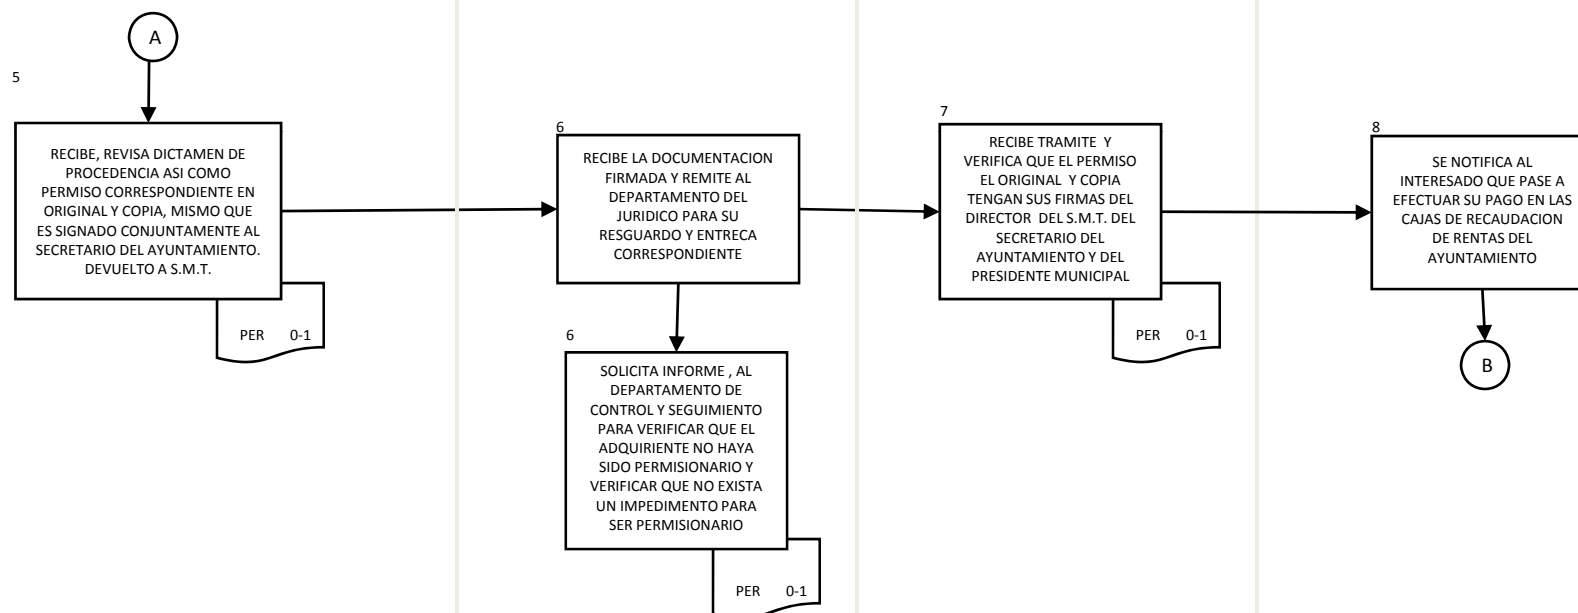 A
5
RECIBE, REVISA DICTAMEN DE
PROCEDENCIA ASI COMO
PERMISO CORRESPONDIENTE EN
ORIGINAL Y COPIA, MISMO QUE
ES SIGNADO CONJUNTAMENTE AL
SECRETARIO DEL AYUNTAMIENTO.
DEVUELTO A S.M.T.
PER 0-1
6
RECIBE LA DOCUMENTACION
FIRMADA Y REMITE AL
DEPARTAMENTO DEL
JURIDICO PARA SU
RESGUARDO Y ENTRECA
CORRESPONDIENTE
6
SOLICITA INFORME , AL
DEPARTAMENTO DE
CONTROL Y SEGUIMIENTO
PARA VERIFICAR QUE EL
ADQUIRIENTE NO HAYA
SIDO PERMISIONARIO Y
VERIFICAR QUE NO EXISTA
UN IMPEDIMENTO PARA
SER PERMISIONARIO
PER 0-1
7
RECIBE TRAMITE Y
VERIFICA QUE EL PERMISO
EL ORIGINAL Y COPIA
TENGAN SUS FIRMAS DEL
DIRECTOR DEL S.M.T. DEL
SECRETARIO DEL
AYUNTAMIENTO Y DEL
PRESIDENTE MUNICIPAL
PER 0-1
8
SE NOTIFICA AL
INTERESADO QUE PASE A
EFECTUAR SU PAGO EN LAS
CAJAS DE RECAUDACION
DE RENTAS DEL
AYUNTAMIENTO
B